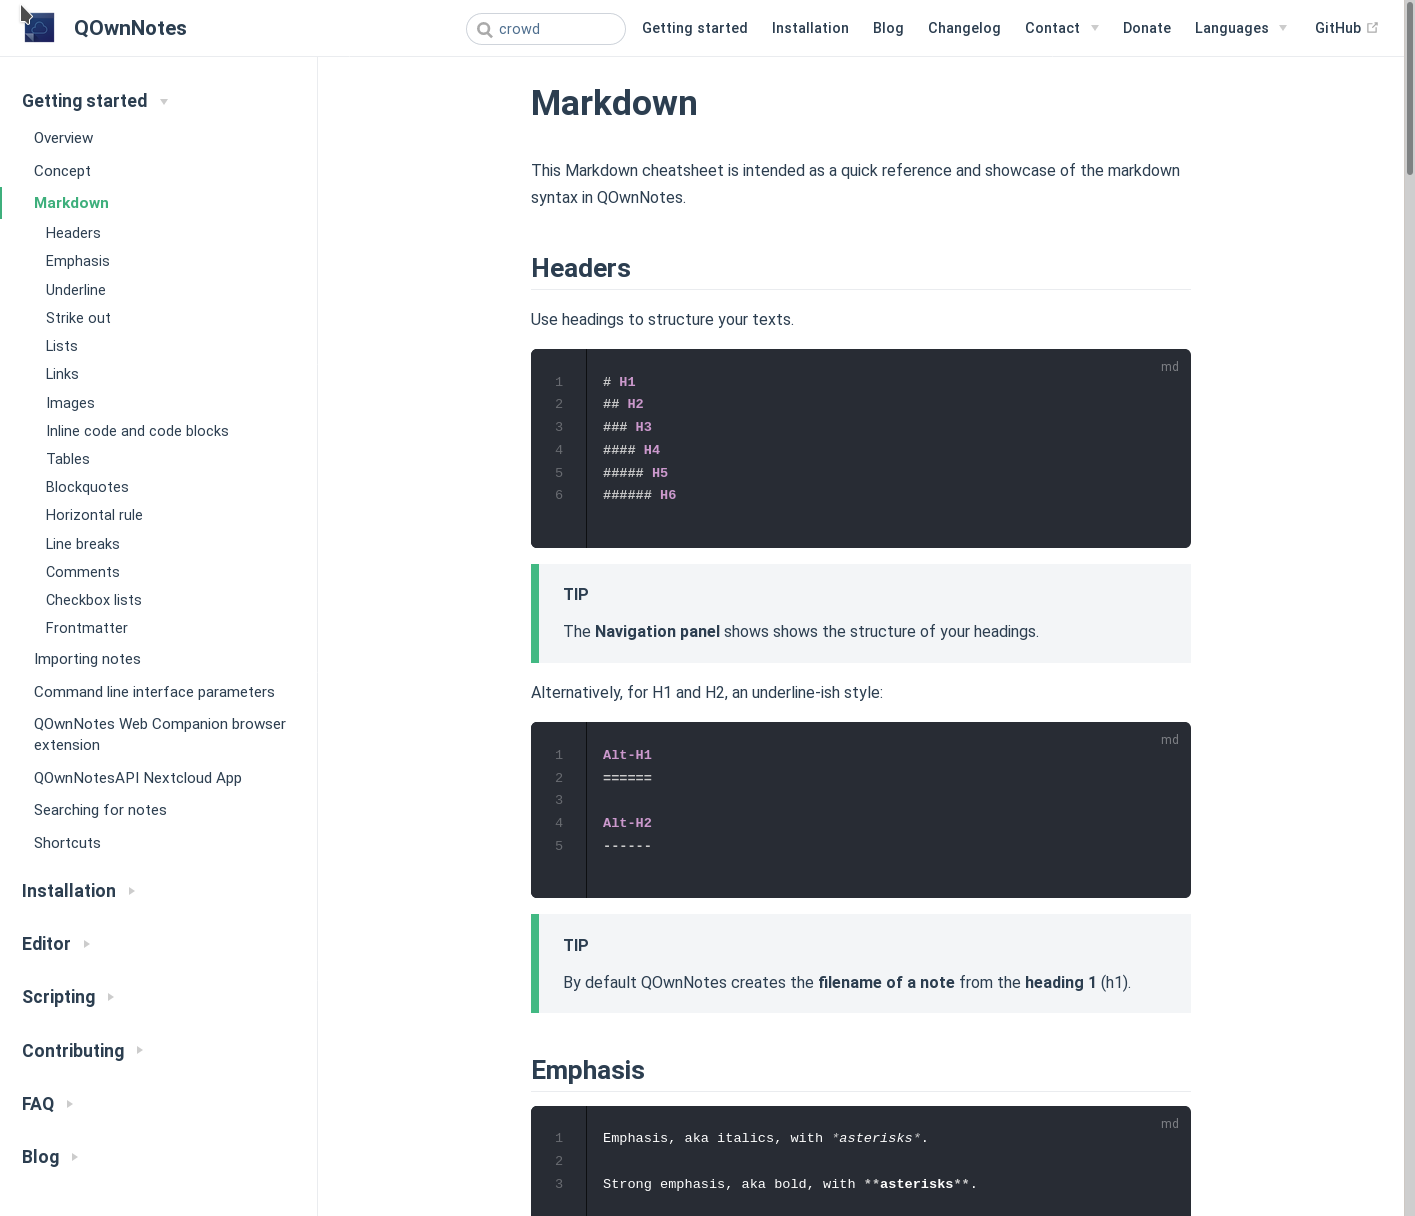 QOwnNotes
crowd
Getting started
Installation
Blog
Changelog
Contact
Donate
Languages
GitHub
Getting started
Overview
Concept
Markdown
Headers
Emphasis
Underline
Strike out
Lists
Links
Images
Inline code and code blocks
Tables
Blockquotes
Horizontal rule
Line breaks
Comments
Checkbox lists
Frontmatter
Importing notes
Command line interface parameters
QOwnNotes Web Companion browser
extension
QOwnNotesAPI Nextcloud App
Searching for notes
Shortcuts
Installation
Editor
Scripting
Contributing
FAQ
Blog
Markdown
This Markdown cheatsheet is intended as a quick reference and showcase of the markdown
syntax in QOwnNotes.
Headers
Use headings to structure your texts.
md
1 # H1
2 ## H2
3 ### H3
4 #### H4
5 ##### H5
6 ###### H6
TIP
The Navigation panel shows shows the structure of your headings.
Alternatively, for H1 and H2, an underline-ish style:
md
1 Alt-H1
2 ======
3
4 Alt-H2
5 ------
TIP
By default QOwnNotes creates the filename of a note from the heading 1 (h1).
Emphasis
md
1 Emphasis, aka italics, with *asterisks*.
2
3 Strong emphasis, aka bold, with **asterisks**.